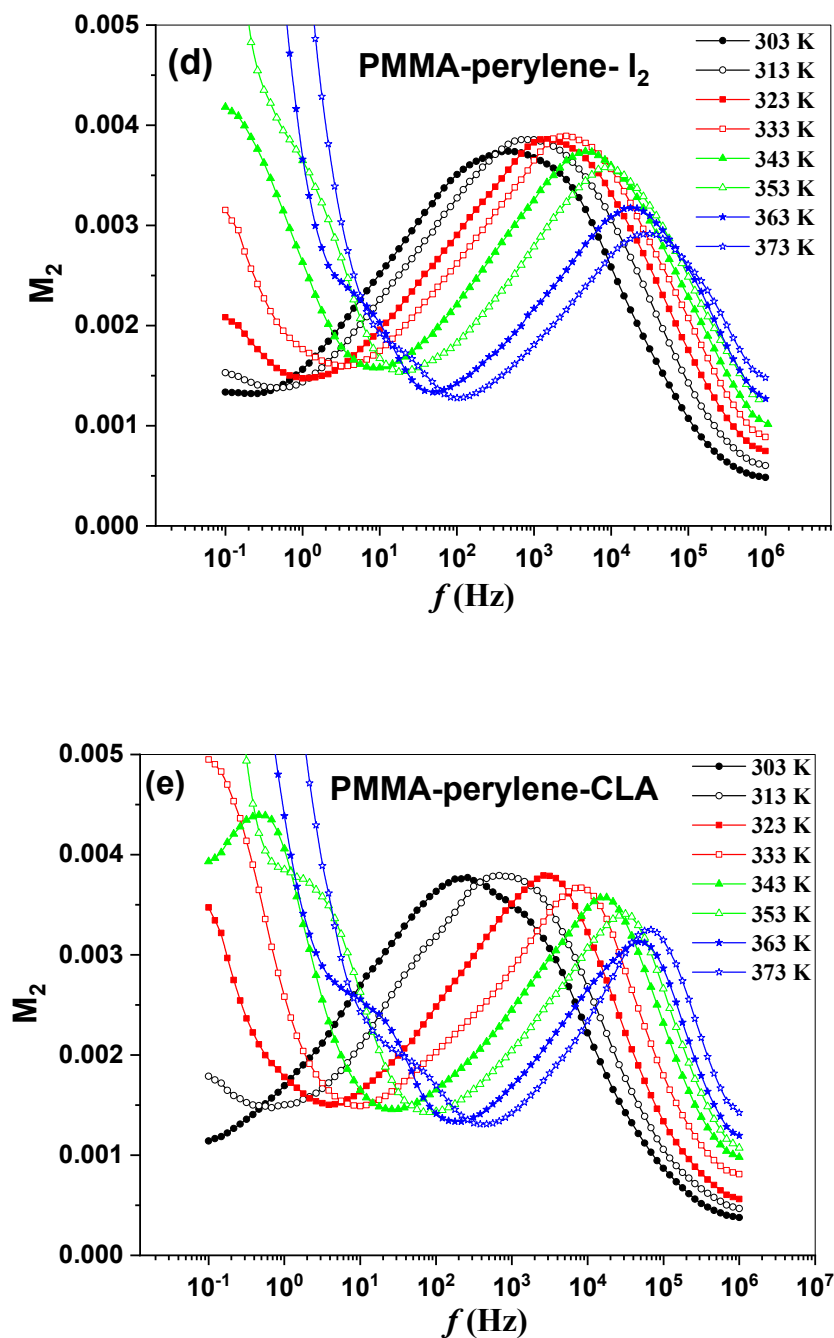 (d)
PMMA-perylene- I₂
303 K
313 K
323 K
333 K
343 K
353 K
363 K
373 K
0.005
0.004
0.003
0.002
0.001
0.000
M₂
10⁻¹ 10⁰ 10¹ 10² 10³ 10⁴ 10⁵ 10⁶
f (Hz)
(e)
PMMA-perylene-CLA
303 K
313 K
323 K
333 K
343 K
353 K
363 K
373 K
0.005
0.004
0.003
0.002
0.001
0.000
M₂
10⁻¹ 10⁰ 10¹ 10² 10³ 10⁴ 10⁵ 10⁶ 10⁷
f (Hz)